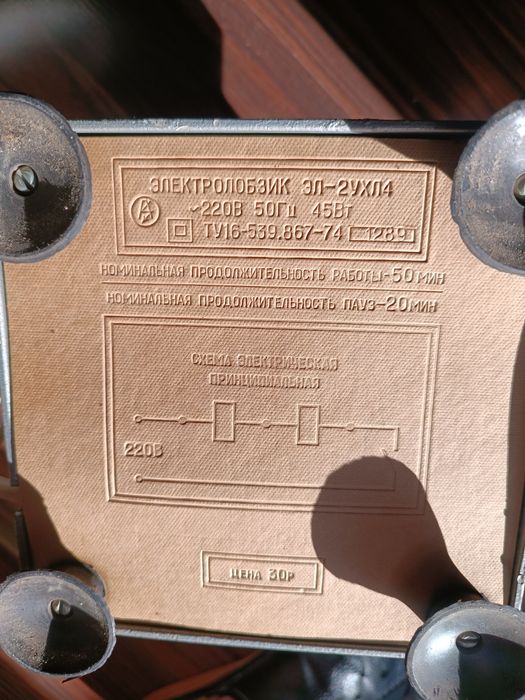 ЭЛЕКТРОЛОБЗИК ЭЛ-2УХЛ4
~220В 50Гц 45Вт
ТУ16-539.867-74 1289
НОМИНАЛЬНАЯ ПРОДОЛЖИТЕЛЬНОСТЬ РАБОТЫ-50 МИН
НОМИНАЛЬНАЯ ПРОДОЛЖИТЕЛЬНОСТЬ ПАУЗ-20МИН
СХЕМА ЭЛЕКТРИЧЕСКАЯ
ПРИНЦИПИАЛЬНАЯ
220В
ЦЕНА 30Р